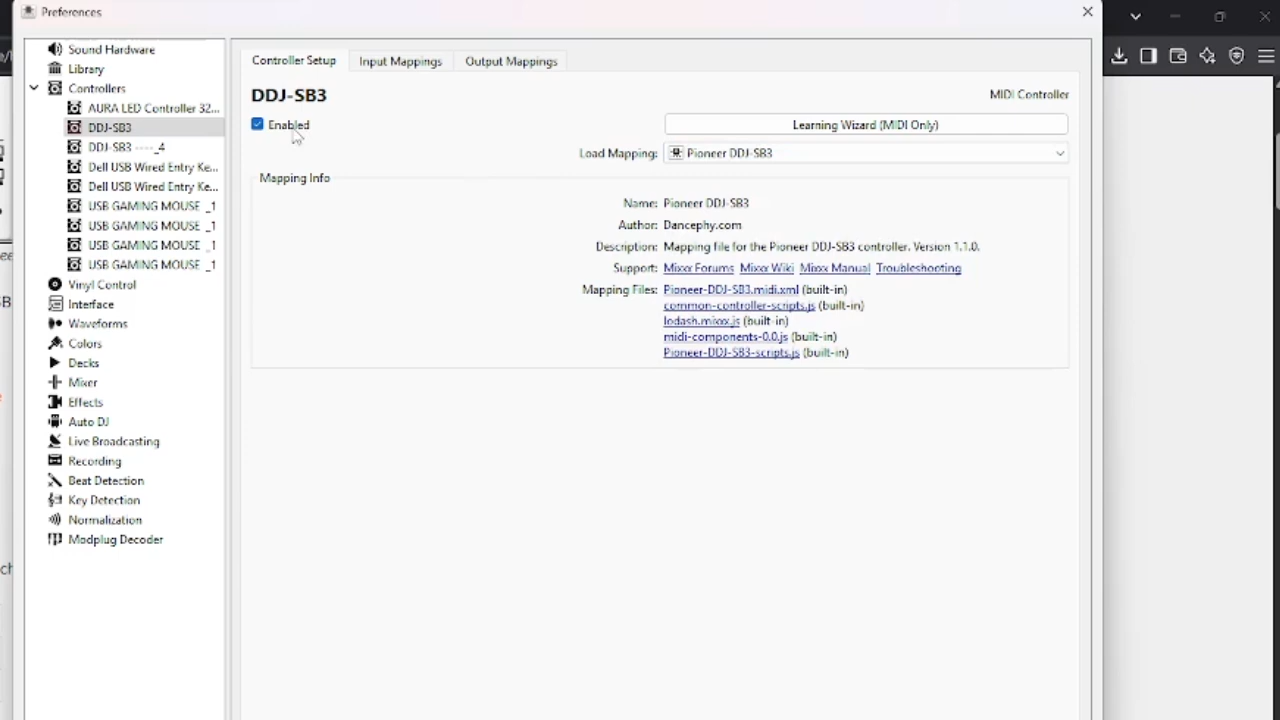 Preferences
Sound Hardware
Library
Controllers
AURA LED Controller 32...
DDJ-SB3
DDJ-SB3 ----_4
Dell USB Wired Entry Ke...
Dell USB Wired Entry Ke...
USB GAMING MOUSE _1
USB GAMING MOUSE _1
USB GAMING MOUSE _1
USB GAMING MOUSE _1
Vinyl Control
Interface
Waveforms
Colors
Decks
Mixer
Effects
Auto DJ
Live Broadcasting
Recording
Beat Detection
Key Detection
Normalization
Modplug Decoder
Controller Setup Input Mappings Output Mappings
DDJ-SB3 MIDI Controller
Enabled Learning Wizard (MIDI Only)
Load Mapping: Pioneer DDJ-SB3
Mapping Info
Name: Pioneer DDJ-SB3
Author: Dancephy.com
Description: Mapping file for the Pioneer DDJ-SB3 controller. Version 1.1.0.
Support: Mixxx Forums Mixxx Wiki Mixxx Manual Troubleshooting
Mapping Files: Pioneer-DDJ-SB3.midi.xml (built-in)
common-controller-scripts.js (built-in)
lodash.mixxx.js (built-in)
midi-components-0.0.js (built-in)
Pioneer-DDJ-SB3-scripts.js (built-in)